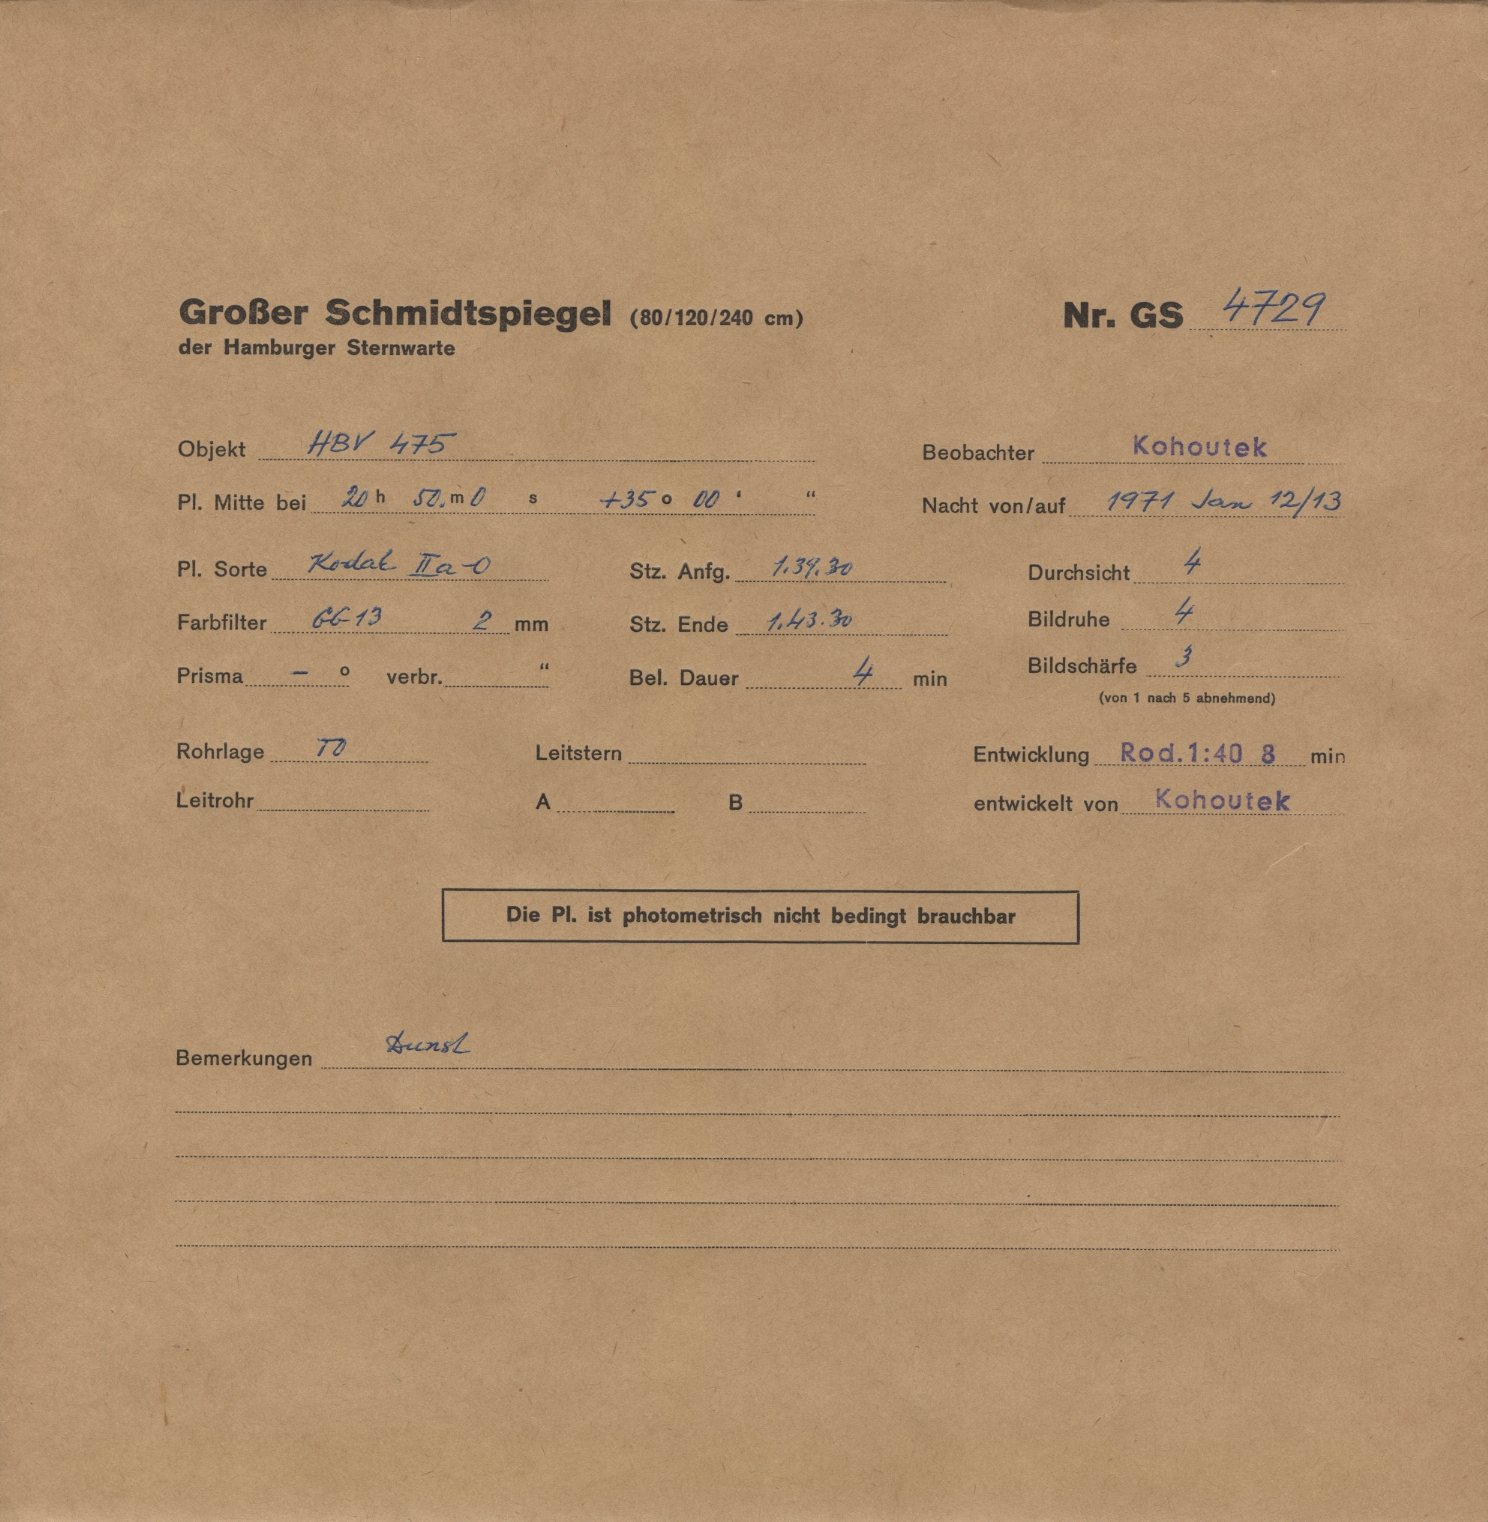 Großer Schmidtspiegel (80/120/240 cm) Nr. GS 4729
der Hamburger Sternwarte
Objekt HBV 475 Beobachter Kohoutek
Pl. Mitte bei 20 h 50. m 0 s +35 o 00 ' “ Nacht von/auf 1971 Jan 12/13
Pl. Sorte Kodak IIa-O Stz. Anfg. 1.39.30 Durchsicht 4
Farbfilter GG 13 2 mm Stz. Ende 1.43.30 Bildruhe 4
Prisma – o verbr. “ Bel. Dauer 4 min Bildschärfe 3
(von 1 nach 5 abnehmend)
Rohrlage TO Leitstern Entwicklung Rod.1:40 8 min
Leitrohr A B entwickelt von Kohoutek
Die Pl. ist photometrisch nicht bedingt brauchbar
Bemerkungen Dunst